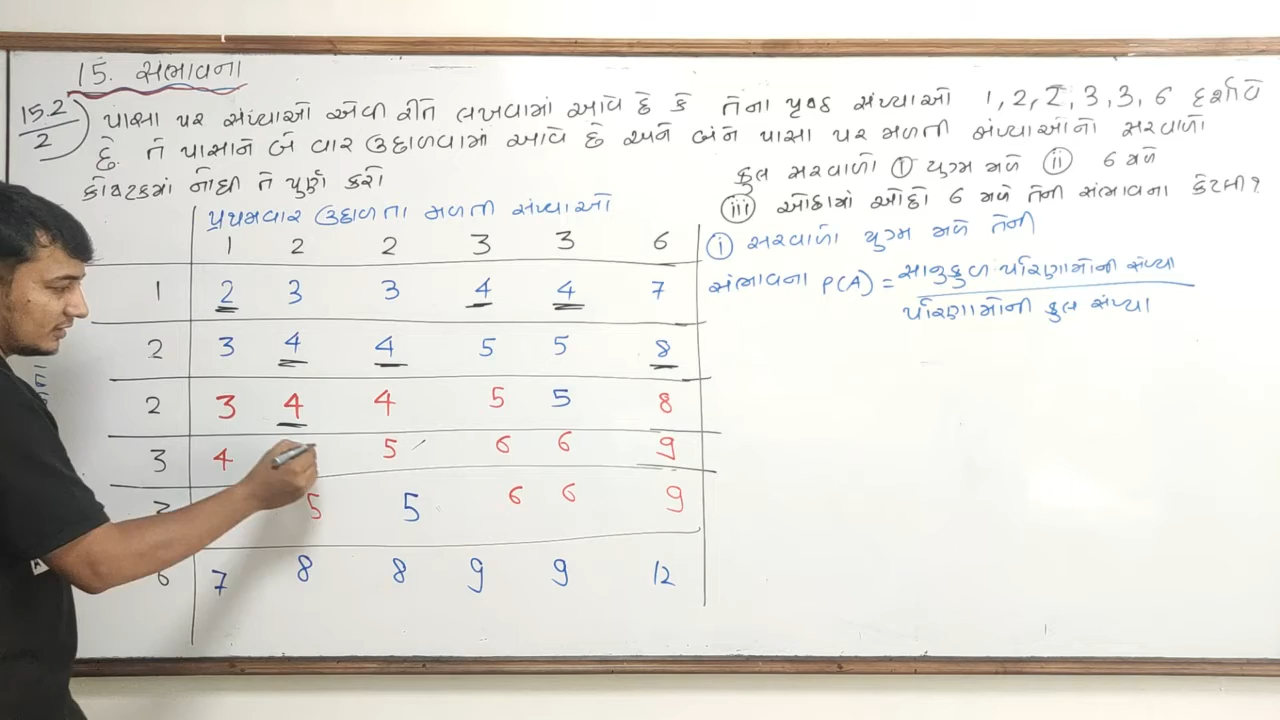 15. સંભાવના
15.2/2) પાસા પર સંખ્યાઓ એવી રીતે લખવામાં આવે છે કે તેના પૃષ્ઠ સંખ્યાઓ 1, 2, 2, 3, 3, 6 દર્શાવે
છે. તે પાસાને બે વાર ઉછાળવામાં આવે છે અને બંને પાસા પર મળતી સંખ્યાઓનો સરવાળો
કોષ્ટકમાં નોંધી તે પુર્ણ કરો
કુલ સરવાળો (i) યુગ્મ મળે (ii) 6 મળે
(iii) ઓછામાં ઓછો 6 મળે તેની સંભાવના કેટલી?
પ્રથમવાર ઉછાળતા મળતી સંખ્યાઓ
1 2 2 3 3 6
1 2 3 3 4 4 7
2 3 4 4 5 5 8
2 3 4 4 5 5 8
3 4 5 6 6 9
5 5 6 6 9
6 7 8 8 9 9 12
(i) સરવાળા યુગ્મ મળે તેની
સંભાવના P(A) = સાનુકુળ પરિણામોની સંખ્યા
પરિણામોની કુલ સંખ્યા